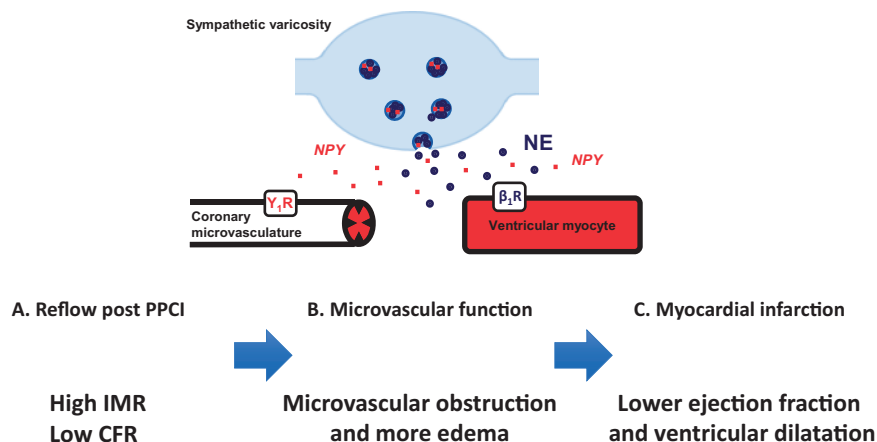 Sympathetic varicosity
NPY
NE
NPY
Y1R
β1R
Coronary
microvasculature
Ventricular myocyte
A. Reflow post PPCI
B. Microvascular function
C. Myocardial infarction
High IMR
Low CFR
Microvascular obstruction
and more edema
Lower ejection fraction
and ventricular dilatation